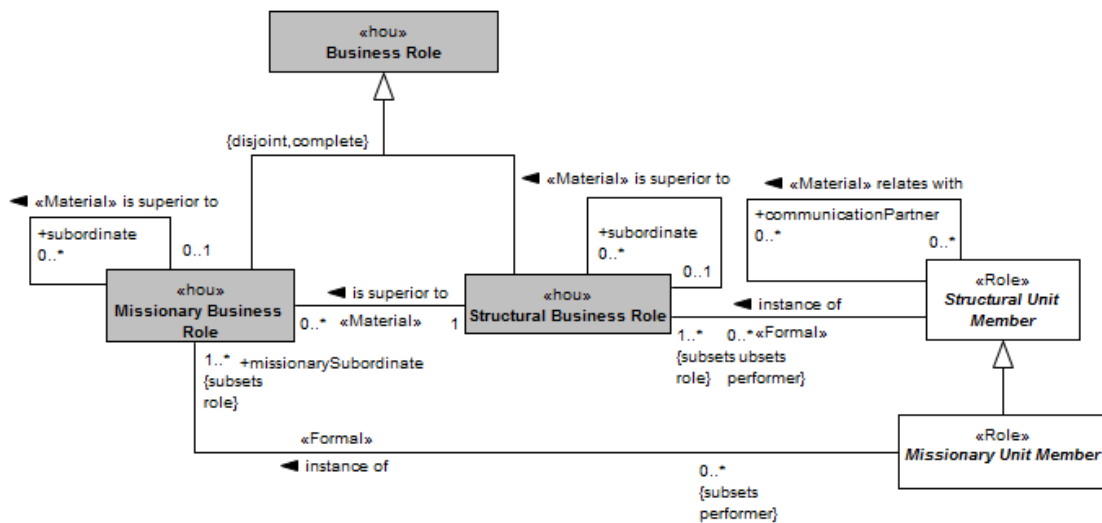 «hou»
Business Role
{disjoint,complete}
◄ «Material» is superior to
+subordinate
0..*
0..1
◄ «Material» is superior to
+subordinate
0..*
0..1
◄ «Material» relates with
+communicationPartner
0..*
0..*
«hou»
Missionary Business
Role
◄ is superior to
0..*
«Material»
1
«hou»
Structural Business Role
◄ instance of
«Formal»
1..*
{subsets
role}
0..*
ubsets
performer}
«Role»
Structural Unit
Member
1..*
+missionarySubordinate
{subsets
role}
«Formal»
◄ instance of
0..*
{subsets
performer}
«Role»
Missionary Unit Member